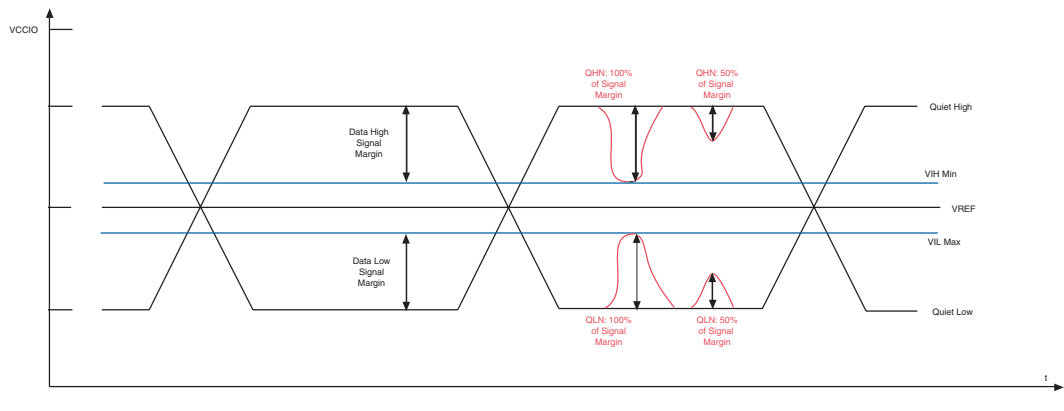 VCCIO
QHN: 100%
of Signal
Margin
QHN: 50%
of Signal
Margin
Quiet High
Data High
Signal
Margin
VIH Min
VREF
VIL Max
Data Low
Signal
Margin
Quiet Low
QLN: 100%
of Signal
Margin
QLN: 50%
of Signal
Margin
t